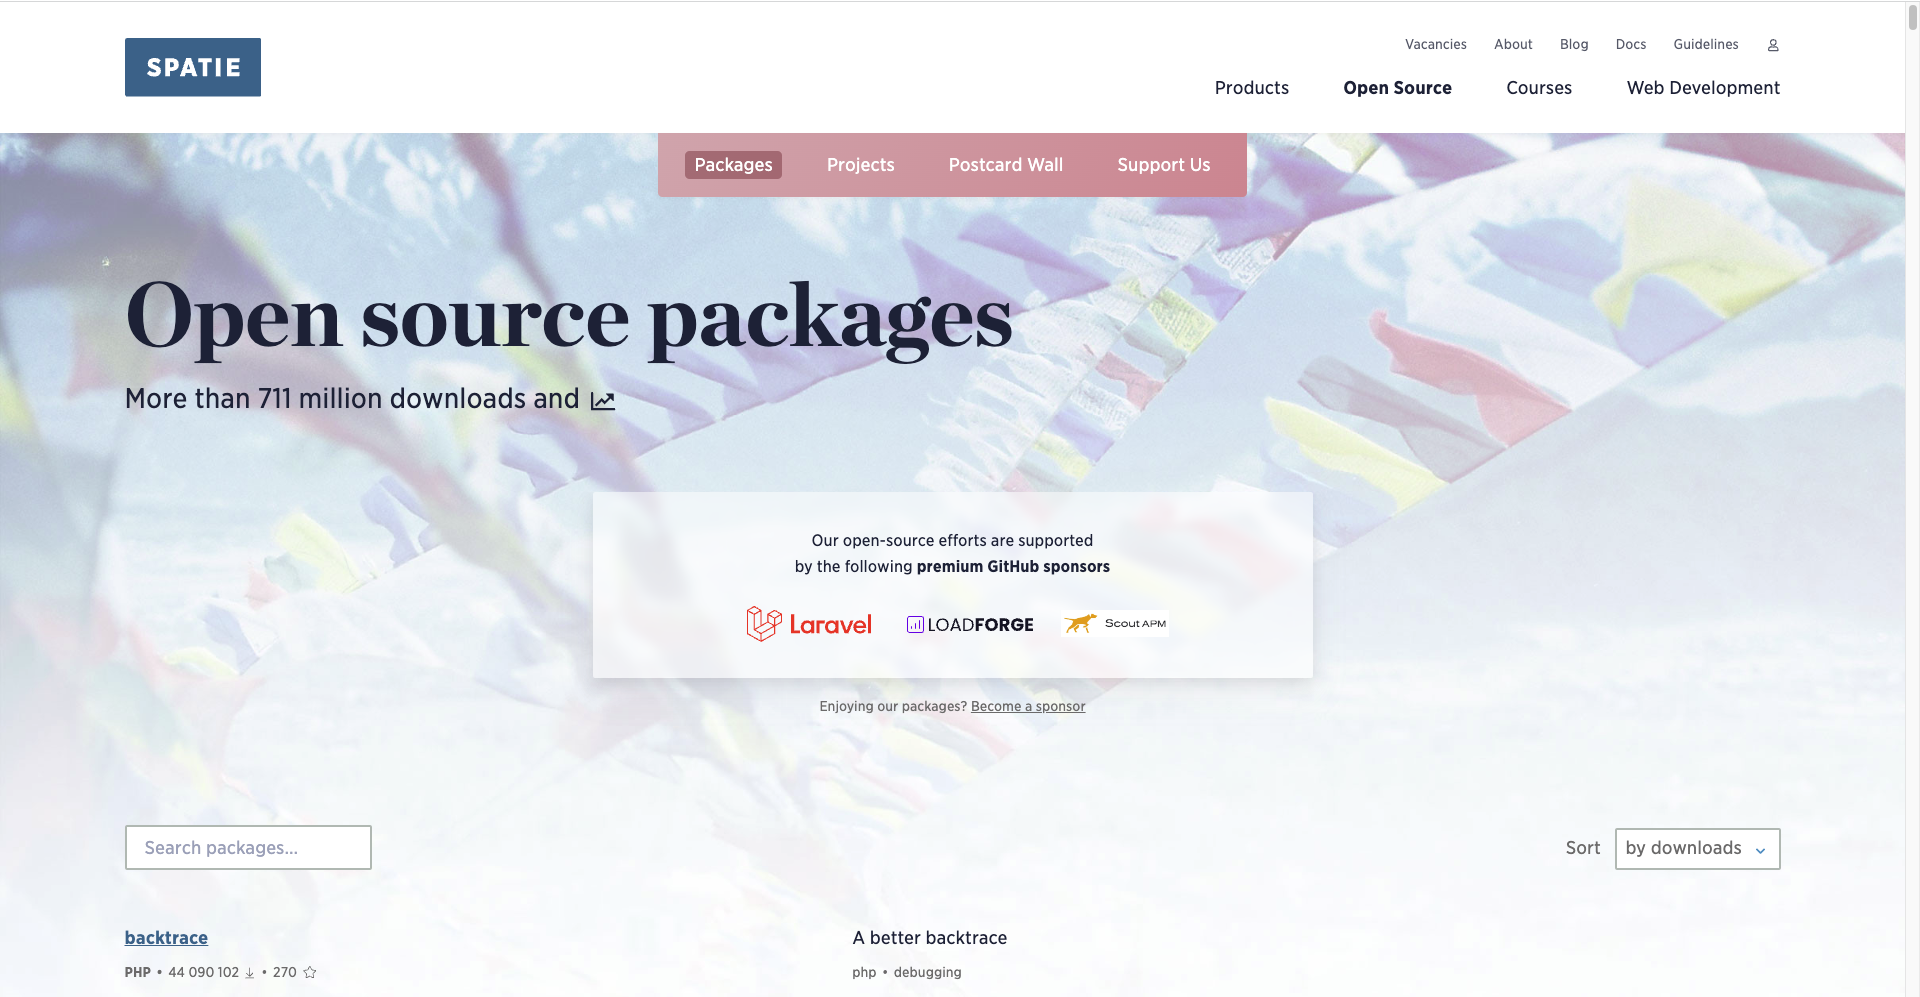 SPATIE
Vacancies About Blog Docs Guidelines
Products Open Source Courses Web Development
Packages Projects Postcard Wall Support Us
Open source packages
More than 711 million downloads and
Our open-source efforts are supported
by the following premium GitHub sponsors
Laravel LOADFORGE Scout APM
Enjoying our packages? Become a sponsor
Search packages...
Sort by downloads
backtrace
A better backtrace
PHP • 44 090 102 • 270
php • debugging